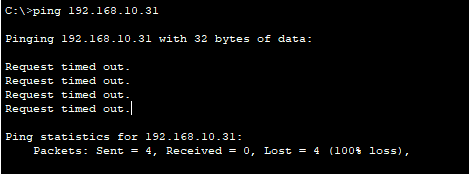 C:\>ping 192.168.10.31
Pinging 192.168.10.31 with 32 bytes of data:
Request timed out.
Request timed out.
Request timed out.
Request timed out.
Ping statistics for 192.168.10.31:
Packets: Sent = 4, Received = 0, Lost = 4 (100% loss),